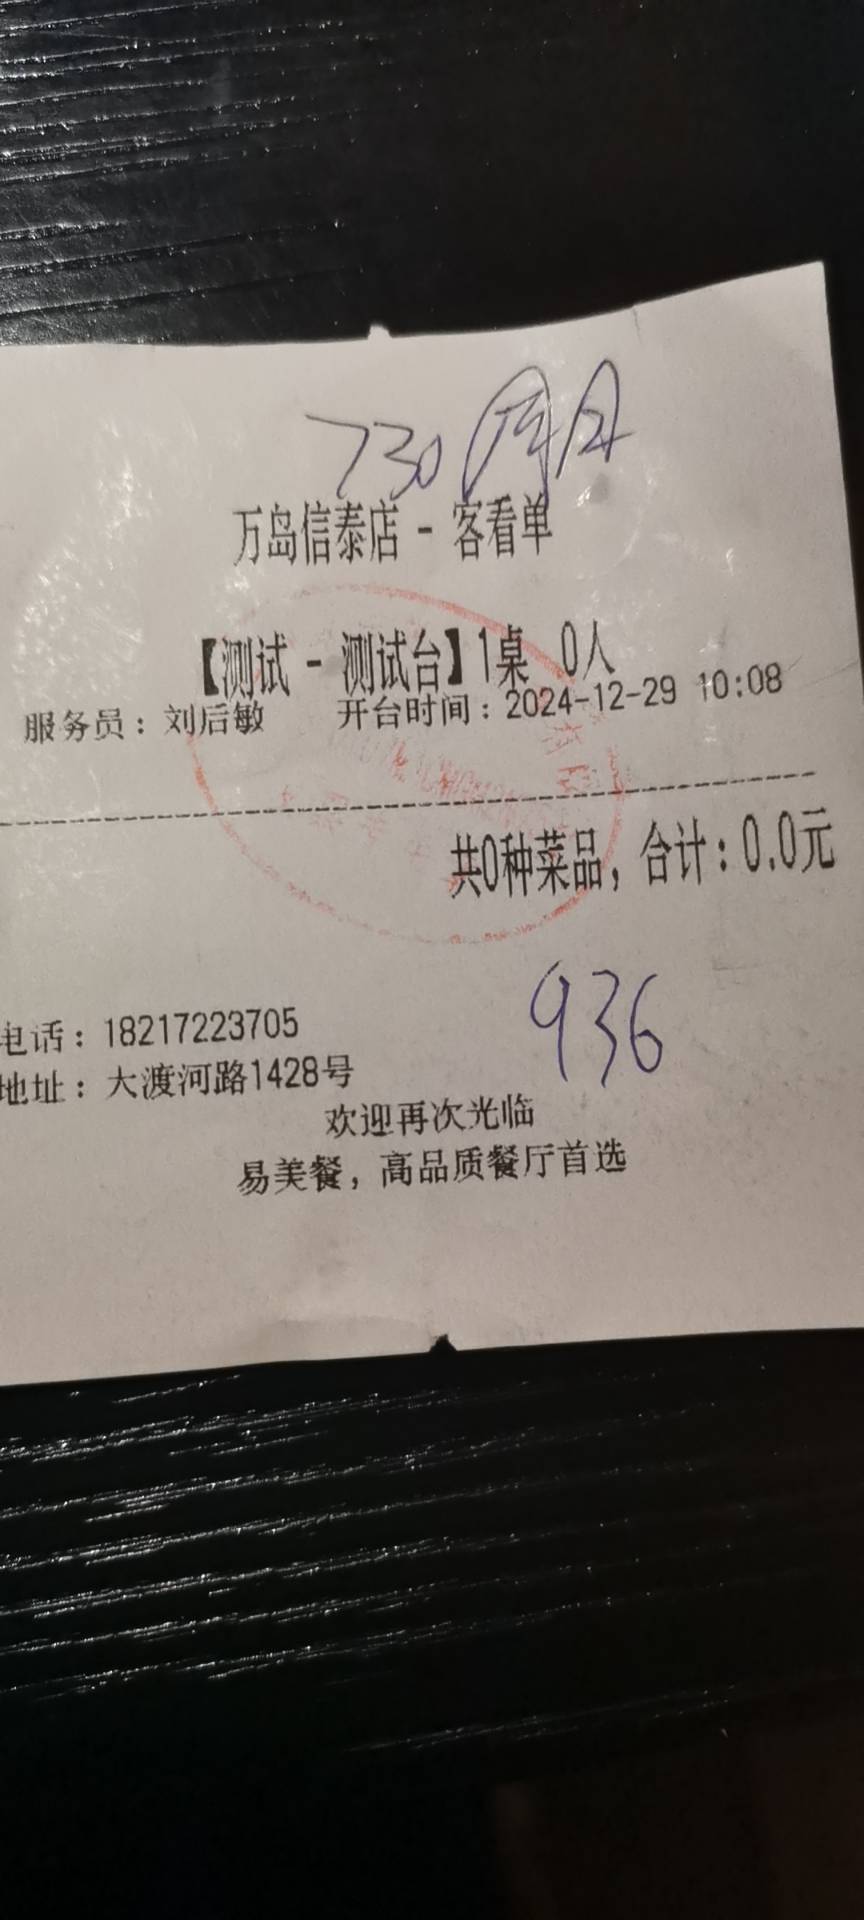 730
万岛信泰店 - 客看单
【测试 - 测试台】1桌 0人
服务员：刘后敏 开台时间：2024-12-29 10:08
共0种菜品，合计：0.0元
936
电话：18217223705
地址：大渡河路1428号
欢迎再次光临
易美餐，高品质餐厅首选